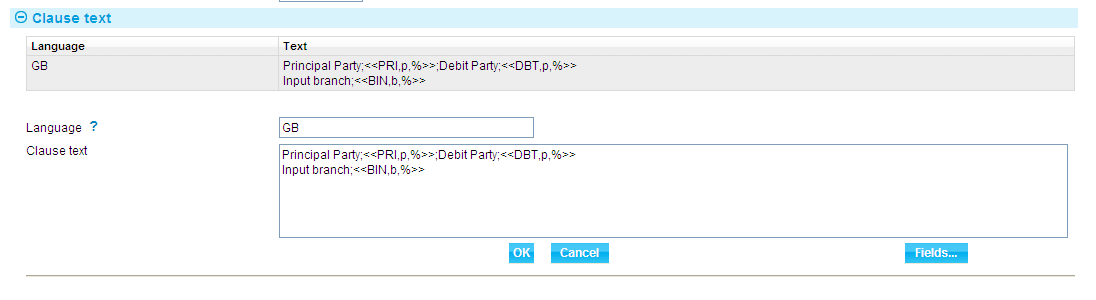 Clause text
Language Text
GB Principal Party;<<PRI,p,%>>;Debit Party;<<DBT,p,%>>
Input branch;<<BIN,b,%>>
Language ? GB
Clause text Principal Party;<<PRI,p,%>>;Debit Party;<<DBT,p,%>>
Input branch;<<BIN,b,%>>
OK Cancel Fields...